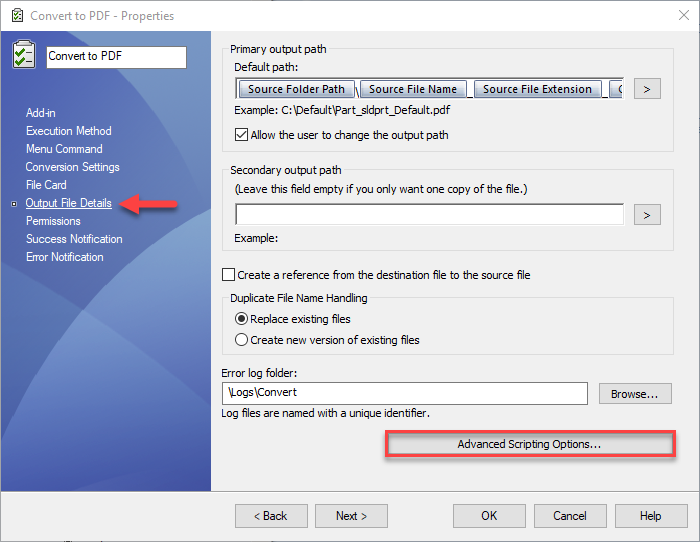 Convert to PDF - Properties
Convert to PDF
Add-in
Execution Method
Menu Command
Conversion Settings
File Card
Output File Details
Permissions
Success Notification
Error Notification
Primary output path
Default path:
Source Folder Path \ Source File Name _ Source File Extension _
>
Example: C:\Default\Part_sldprt_Default.pdf
Allow the user to change the output path
Secondary output path
(Leave this field empty if you only want one copy of the file.)
>
Example:
Create a reference from the destination file to the source file
Duplicate File Name Handling
Replace existing files
Create new version of existing files
Error log folder:
\Logs\Convert
Browse...
Log files are named with a unique identifier.
Advanced Scripting Options...
< Back
Next >
OK
Cancel
Help